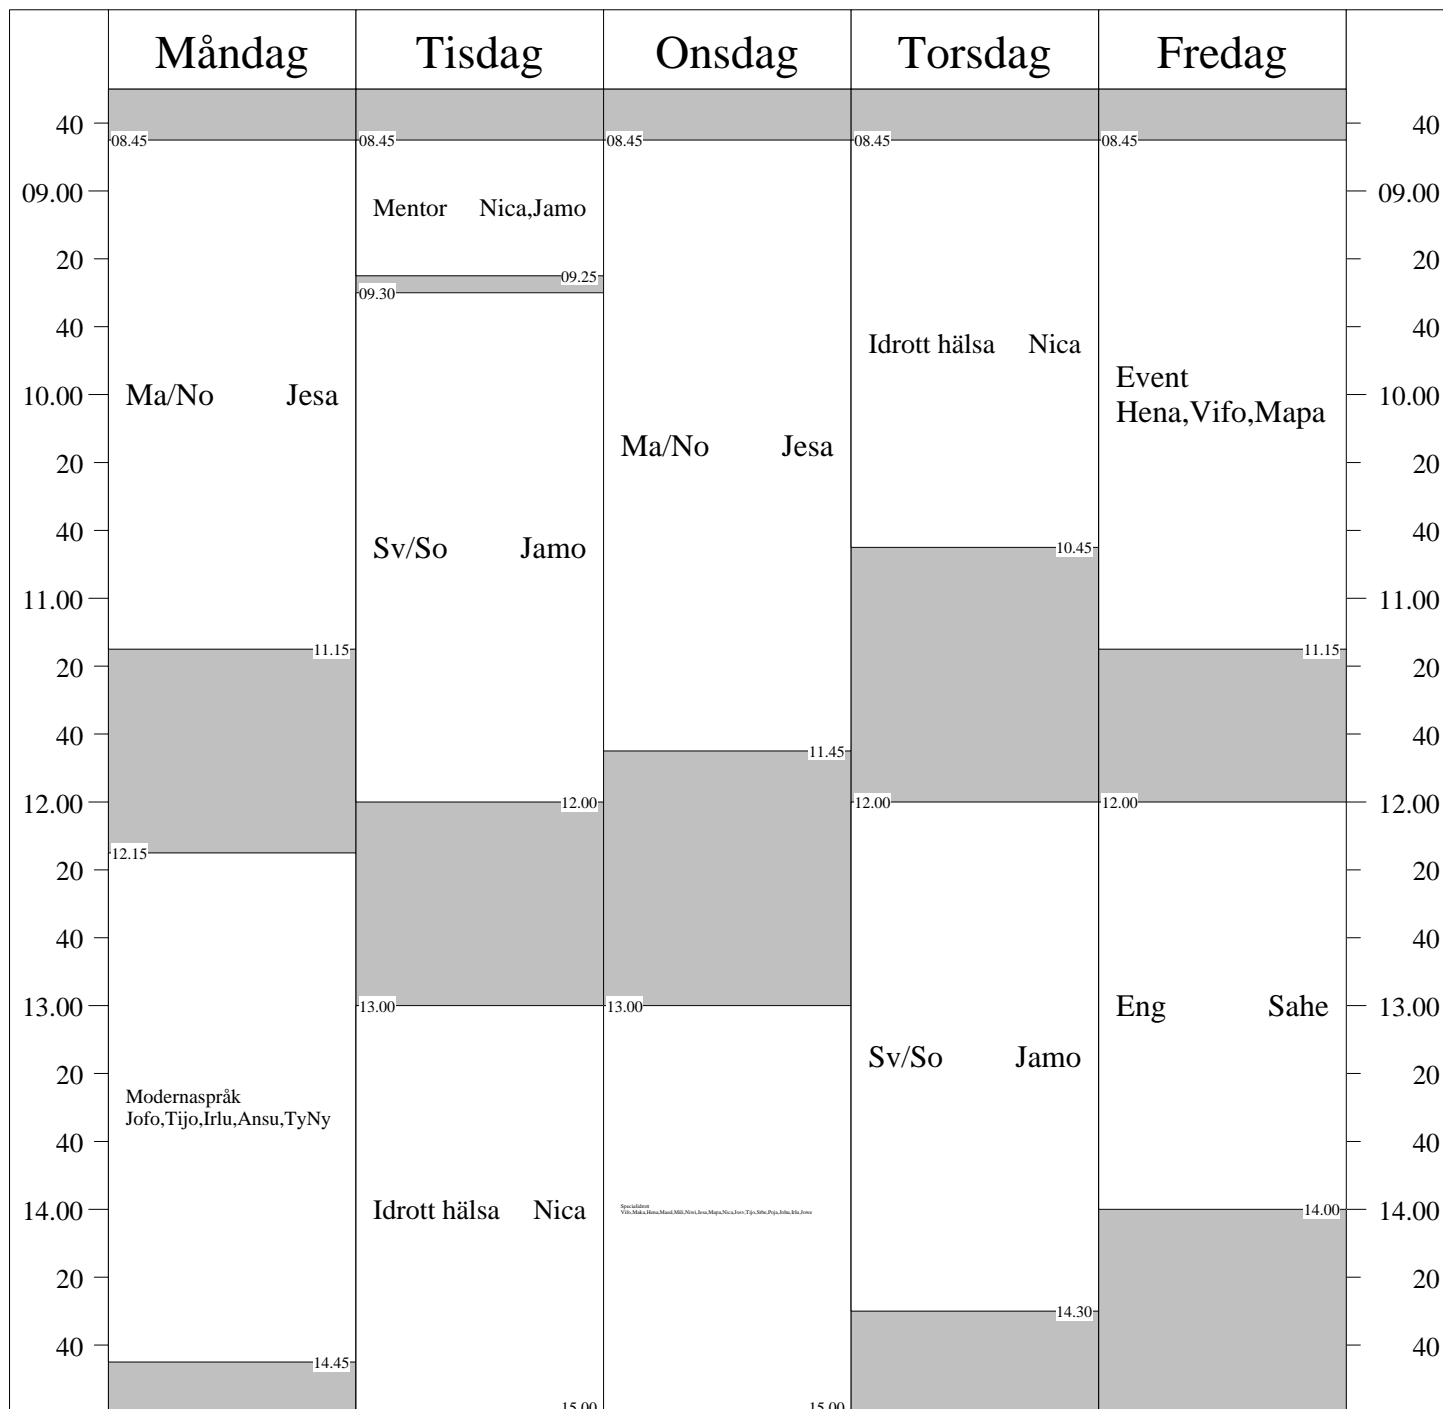 Måndag Tisdag Onsdag Torsdag Fredag
40 40
08.45 08.45 08.45 08.45 08.45
09.00 09.00
Mentor Nica,Jamo
20 20
09.25
09.30
40 40
Idrott hälsa Nica
Event
10.00 Ma/No Jesa 10.00
Hena,Vifo,Mapa
Ma/No Jesa
20 20
40 40
Sv/So Jamo 10.45
11.00 11.00
11.15 11.15
20 20
40 40
11.45
12.00 12.00 12.00 12.00 12.00
12.15
20 20
40 40
13.00 13.00 13.00 Eng Sahe 13.00
Sv/So Jamo
20 20
Modernaspråk
Jofo,Tijo,Irlu,Ansu,TyNy
40 40
Specialidrott
14.00 Idrott hälsa Nica 14.00 14.00
20 20
14.30
40 40
14.45
15.00 15.00